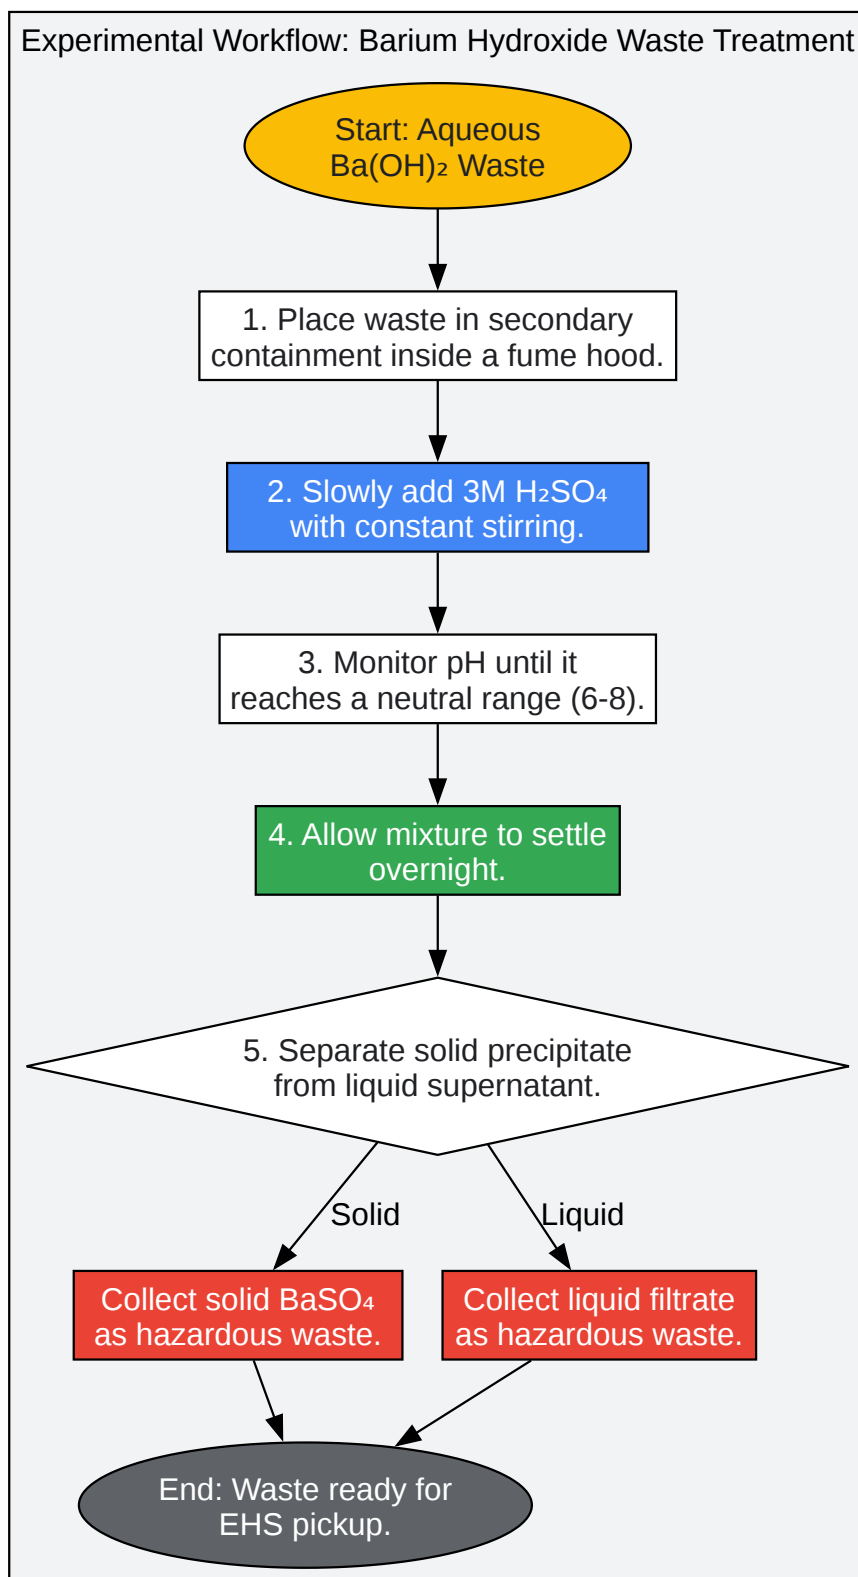 Experimental Workflow: Barium Hydroxide Waste Treatment
Start: Aqueous
Ba(OH)₂ Waste
1. Place waste in secondary
containment inside a fume hood.
2. Slowly add 3M H₂SO₄
with constant stirring.
3. Monitor pH until it
reaches a neutral range (6-8).
4. Allow mixture to settle
overnight.
5. Separate solid precipitate
from liquid supernatant.
Solid
Liquid
Collect solid BaSO₄
as hazardous waste.
Collect liquid filtrate
as hazardous waste.
End: Waste ready for
EHS pickup.